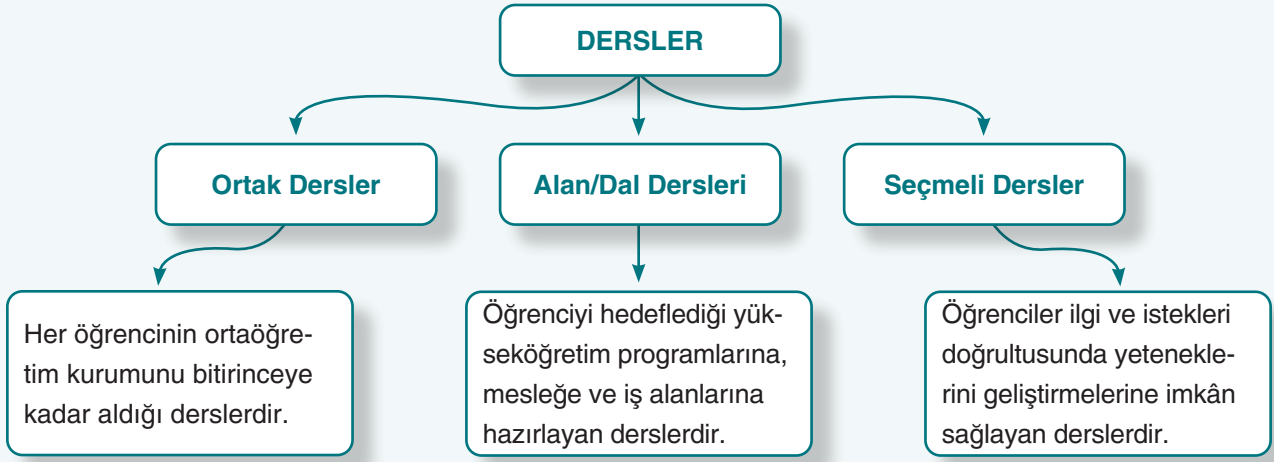 DERSLER
Ortak Dersler
Alan/Dal Dersleri
Seçmeli Dersler
Her öğrencinin ortaöğre-
tim kurumunu bitirinceye
kadar aldığı derslerdir.
Öğrenciyi hedeflediği yük-
seköğretim programlarına,
mesleğe ve iş alanlarına
hazırlayan derslerdir.
Öğrenciler ilgi ve istekleri
doğrultusunda yetenekle-
rini geliştirmelerine imkân
sağlayan derslerdir.